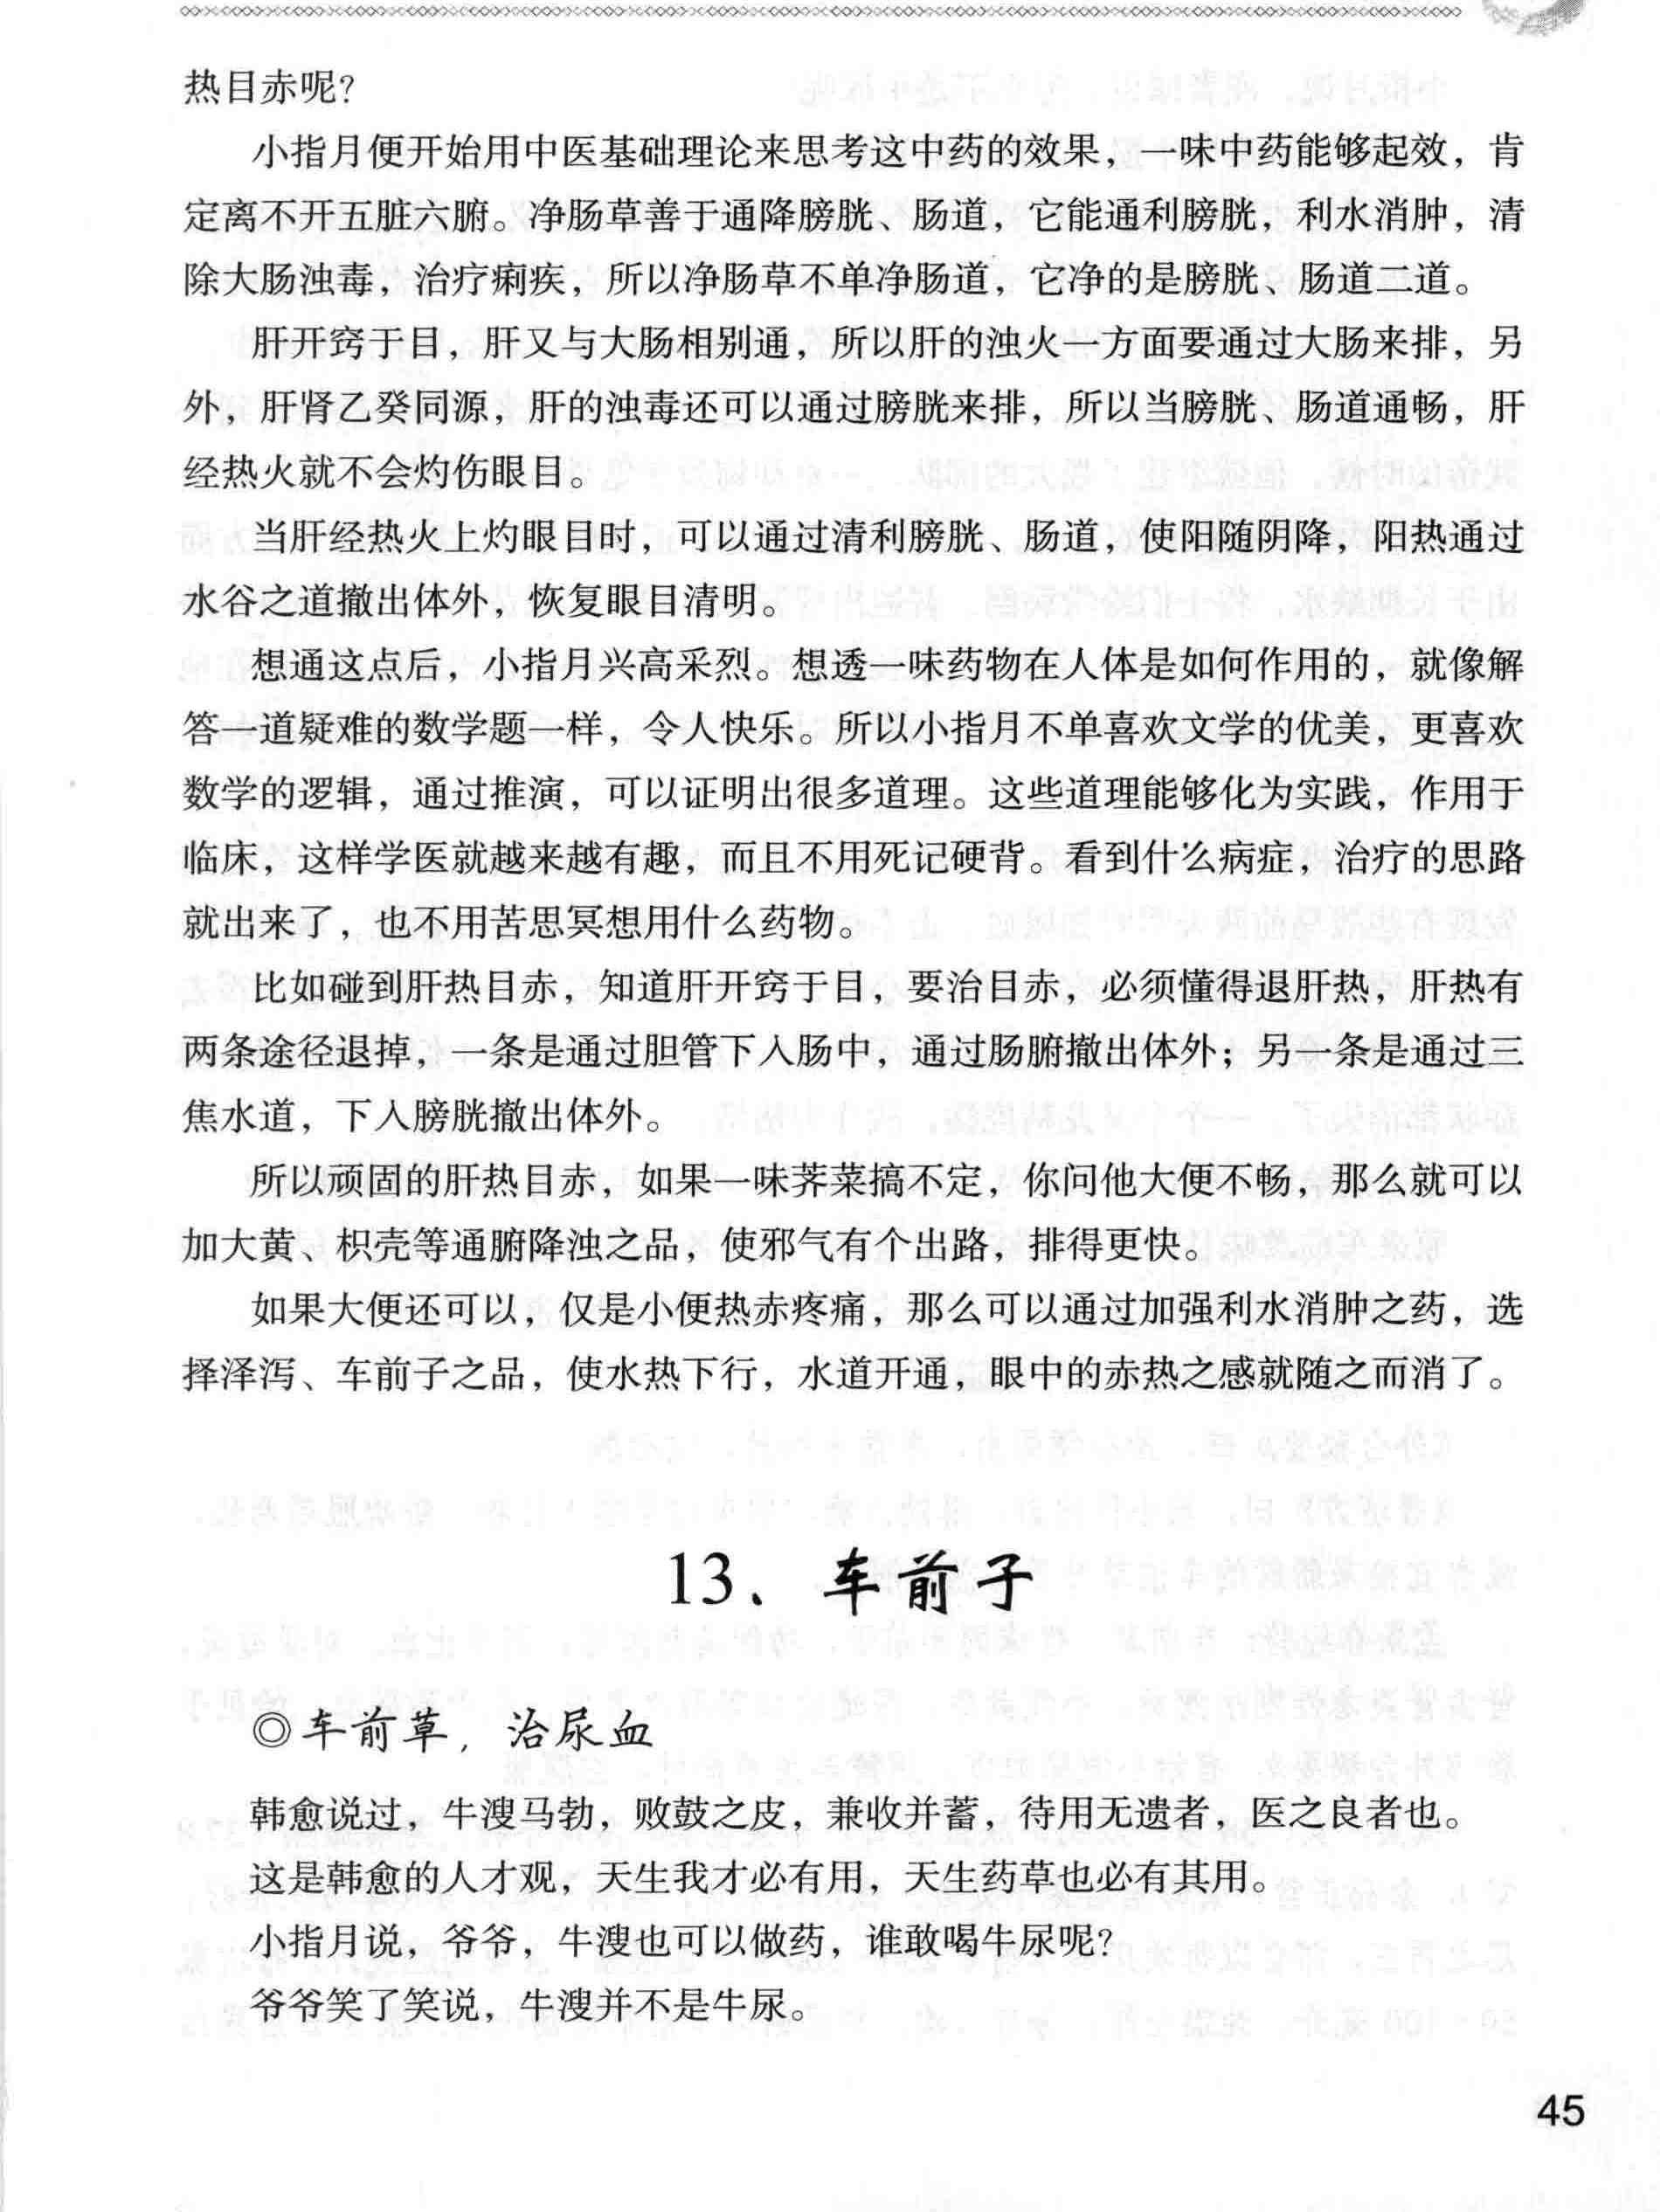 热目赤呢？
小指月便开始用中医基础理论来思考这中药的效果，一味中药能够起效，肯
定离不开五脏六腑。净肠草善于通降膀胱、肠道，它能通利膀胱，利水消肿，清
除大肠浊毒，治疗痢疾，所以净肠草不单净肠道，它净的是膀胱、肠道二道。
肝开窍于目，肝又与大肠相别通，所以肝的浊火一方面要通过大肠来排，另
外，肝肾乙癸同源，肝的浊毒还可以通过膀胱来排，所以当膀胱、肠道通畅，肝
经热火就不会灼伤眼目。
当肝经热火上灼眼目时，可以通过清利膀胱、肠道，使阳随阴降，阳热通过
水谷之道撤出体外，恢复眼目清明。
想通这点后，小指月兴高采烈。想透一味药物在人体是如何作用的，就像解
答一道疑难的数学题一样，令人快乐。所以小指月不单喜欢文学的优美，更喜欢
数学的逻辑，通过推演，可以证明出很多道理。这些道理能够化为实践，作用于
临床，这样学医就越来越有趣，而且不用死记硬背。看到什么病症，治疗的思路
就出来了，也不用苦思冥想用什么药物。
比如碰到肝热目赤，知道肝开窍于目，要治目赤，必须懂得退肝热，肝热有
两条途径退掉，一条是通过胆管下入肠中，通过肠腑撤出体外；另一条是通过三
焦水道，下入膀胱撤出体外。
所以顽固的肝热目赤，如果一味荠菜搞不定，你问他大便不畅，那么就可以
加大黄、枳壳等通腑降浊之品，使邪气有个出路，排得更快。
如果大便还可以，仅是小便热赤疼痛，那么可以通过加强利水消肿之药，选
择泽泻、车前子之品，使水热下行，水道开通，眼中的赤热之感就随之而消了。
13、车前子
◎车前草，治尿血
韩愈说过，牛溲马勃，败鼓之皮，兼收并蓄，待用无遗者，医之良者也。
这是韩愈的人才观，天生我才必有用，天生药草也必有其用。
小指月说，爷爷，牛溲也可以做药，谁敢喝牛尿呢？
爷爷笑了笑说，牛溲并不是牛尿。
45